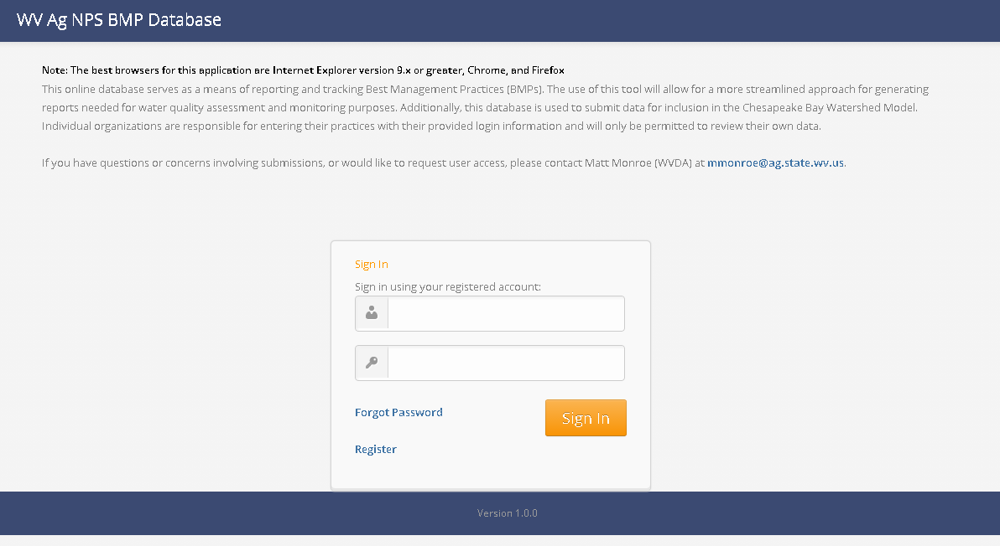 WV Ag NPS BMP Database
Note: The best browsers for this application are Internet Explorer version 9.x or greater, Chrome, and Firefox
This online database serves as a means of reporting and tracking Best Management Practices (BMPs). The use of this tool will allow for a more streamlined approach for generating
reports needed for water quality assessment and monitoring purposes. Additionally, this database is used to submit data for inclusion in the Chesapeake Bay Watershed Model.
Individual organizations are responsible for entering their practices with their provided login information and will only be permitted to review their own data.
If you have questions or concerns involving submissions, or would like to request user access, please contact Matt Monroe (WVDA) at mmonroe@ag.state.wv.us.
Sign In
Sign in using your registered account:
Forgot Password
Sign In
Register
Version 1.0.0